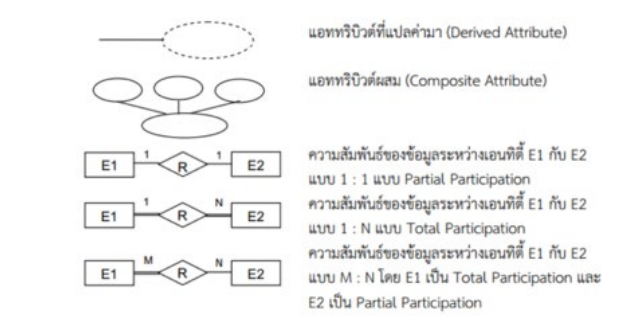 แอททริบิวต์ที่แปลค่ามา (Derived Attribute)
แอททริบิวต์ผสม (Composite Attribute)
E1 1 R 1 E2
ความสัมพันธ์ของข้อมูลระหว่างเอนทิตี้ E1 กับ E2
แบบ 1 : 1 แบบ Partial Participation
E1 1 R N E2
ความสัมพันธ์ของข้อมูลระหว่างเอนทิตี้ E1 กับ E2
แบบ 1 : N แบบ Total Participation
E1 M R N E2
ความสัมพันธ์ของข้อมูลระหว่างเอนทิตี้ E1 กับ E2
แบบ M : N โดย E1 เป็น Total Participation และ
E2 เป็น Partial Participation